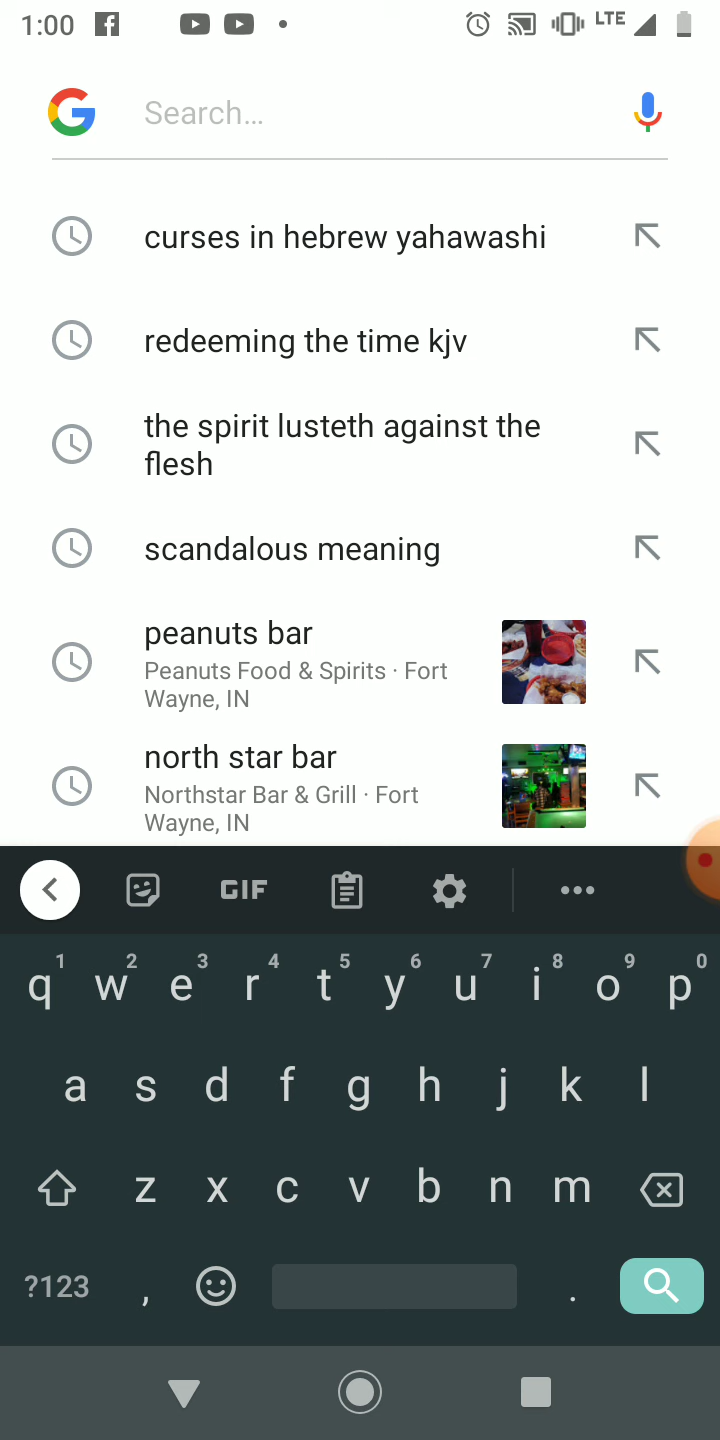 1:00 LTE
Search...
curses in hebrew yahawashi
redeeming the time kjv
the spirit lusteth against the
flesh
scandalous meaning
peanuts bar
Peanuts Food & Spirits · Fort
Wayne, IN
north star bar
Northstar Bar & Grill · Fort
Wayne, IN
GIF
1 2 3 4 5 6 7 8 9 0
q w e r t y u i o p
a s d f g h j k l
z x c v b n m
?123 , .